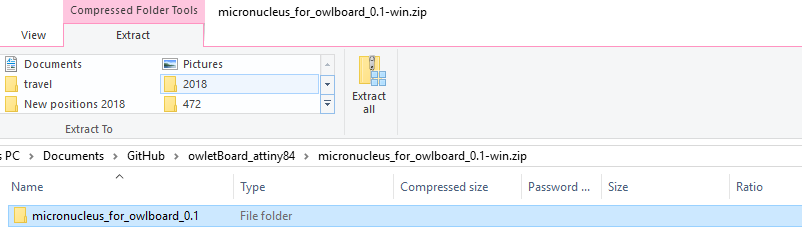 Compressed Folder Tools micronucleus_for_owlboard_0.1-win.zip
View Extract
Documents Pictures
travel 2018
New positions 2018 472
Extract all
Extract To
s PC Documents GitHub owletBoard_attiny84 micronucleus_for_owlboard_0.1-win.zip
Name Type Compressed size Password ... Size Ratio
micronucleus_for_owlboard_0.1 File folder